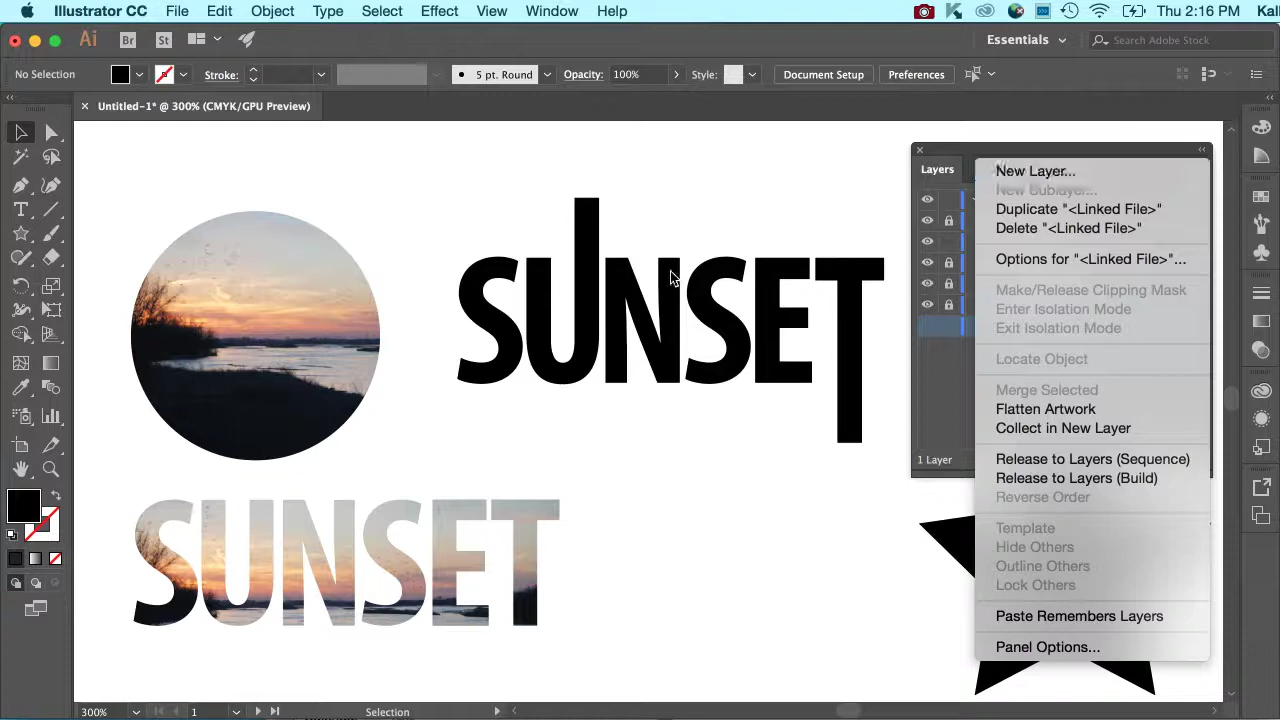 Illustrator CC File Edit Object Type Select Effect View Window Help Thu 2:16 PM Kal
Ai Br St Essentials Search Adobe Stock
No Selection Stroke: 5 pt. Round Opacity: 100% Style: Document Setup Preferences
× Untitled-1* @ 300% (CMYK/GPU Preview)
Layers
New Layer...
New Sublayer...
Duplicate "<Linked File>"
Delete "<Linked File>"
Options for "<Linked File>"...
Make/Release Clipping Mask
Enter Isolation Mode
Exit Isolation Mode
Locate Object
Merge Selected
Flatten Artwork
Collect in New Layer
Release to Layers (Sequence)
Release to Layers (Build)
Reverse Order
Template
Hide Others
Outline Others
Lock Others
Paste Remembers Layers
Panel Options...
1 Layer
SUNSET
SUNSET
300% 1 Selection